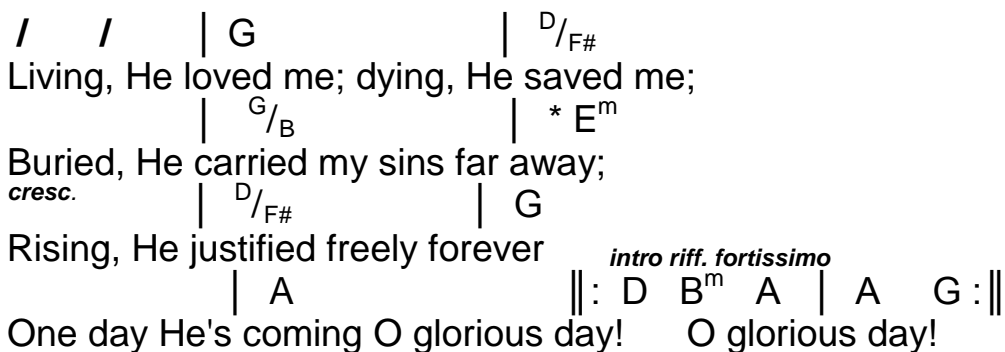 / / | G | D/F#
Living, He loved me; dying, He saved me;
| G/B | * Em
Buried, He carried my sins far away;
cresc. | D/F# | G
Rising, He justified freely forever
intro riff. fortissimo
| A ‖: D Bm A | A G :‖
One day He's coming O glorious day! O glorious day!